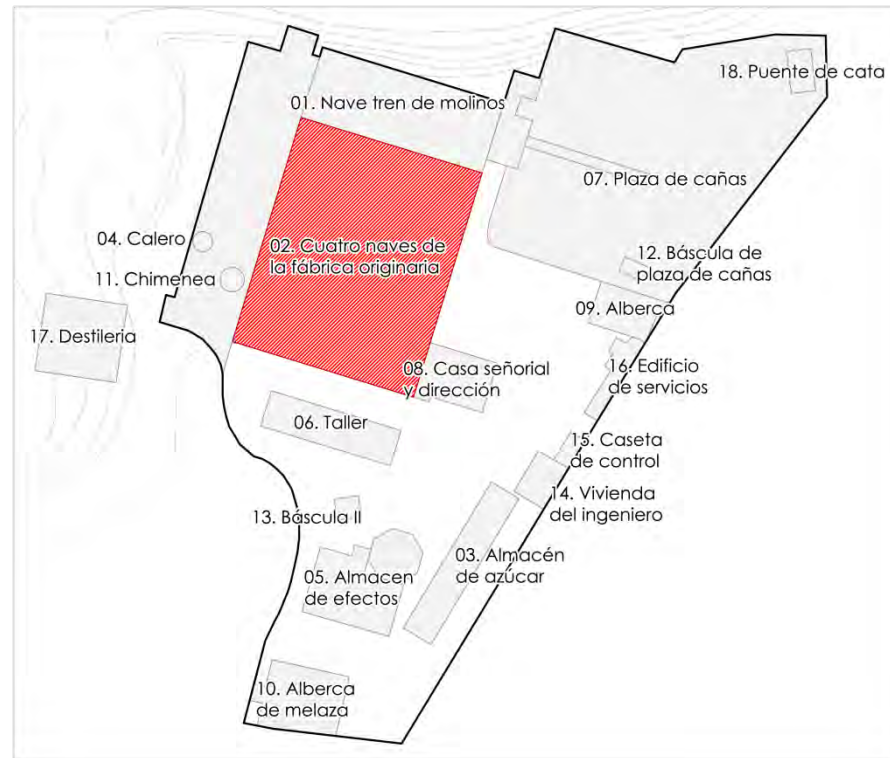 18. Puente de cata
01. Nave tren de molinos
07. Plaza de cañas
04. Calero
02. Cuatro naves de
la fábrica originaria
12. Báscula de
plaza de cañas
11. Chimenea
09. Alberca
17. Destileria
08. Casa señorial
y dirección
16. Edificio
de servicios
06. Taller
15. Caseta
de control
14. Vivienda
del ingeniero
13. Báscula II
03. Almacén
de azúcar
05. Almacen
de efectos
10. Alberca
de melaza